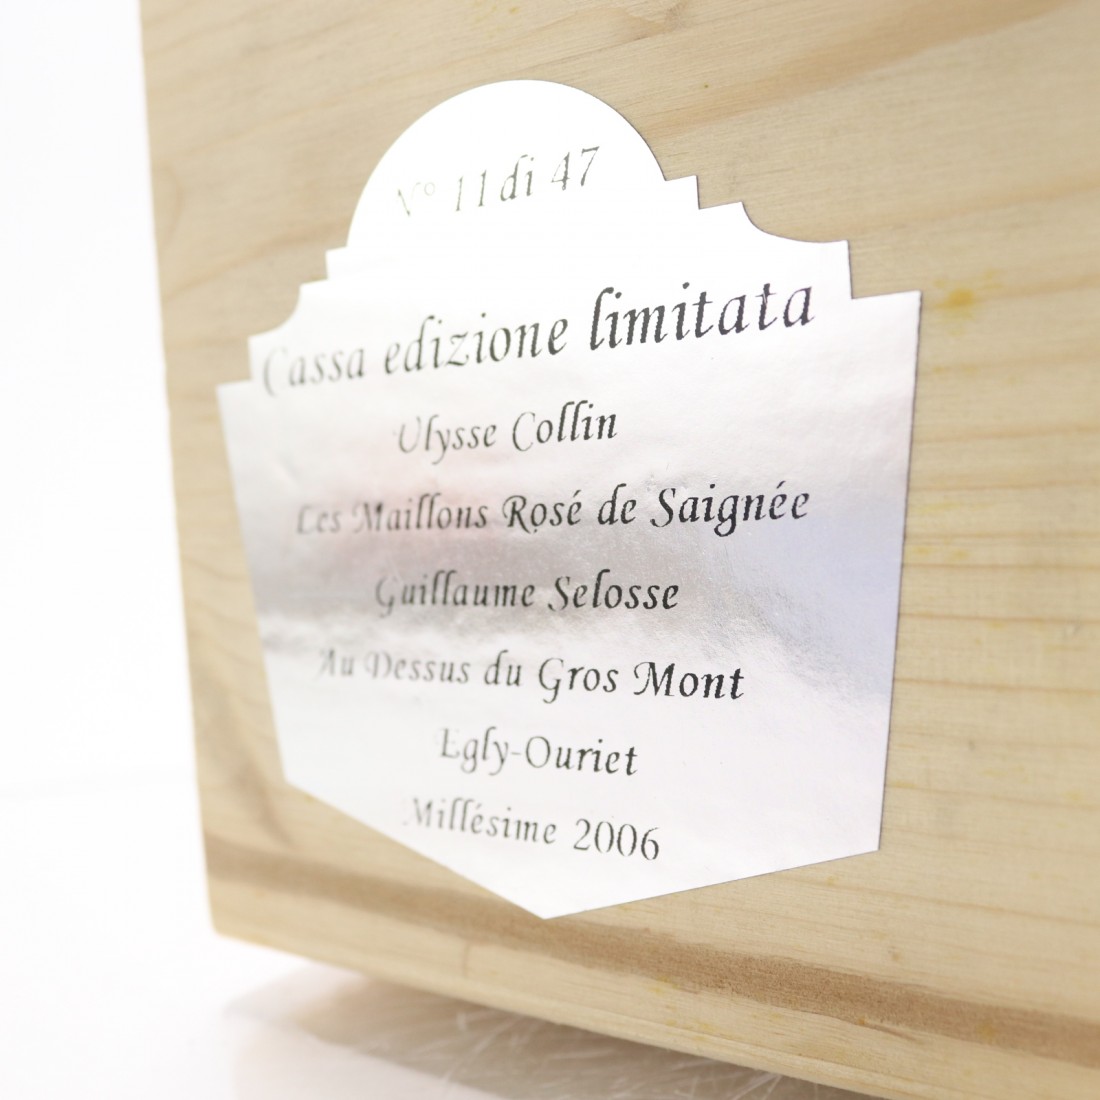 N° 11 di 47
Cassa edizione limitata
Ulysse Collin
Les Maillons Rosé de Saignée
Guillaume Selosse
Au Dessus du Gros Mont
Egly-Ouriet
Millésime 2006